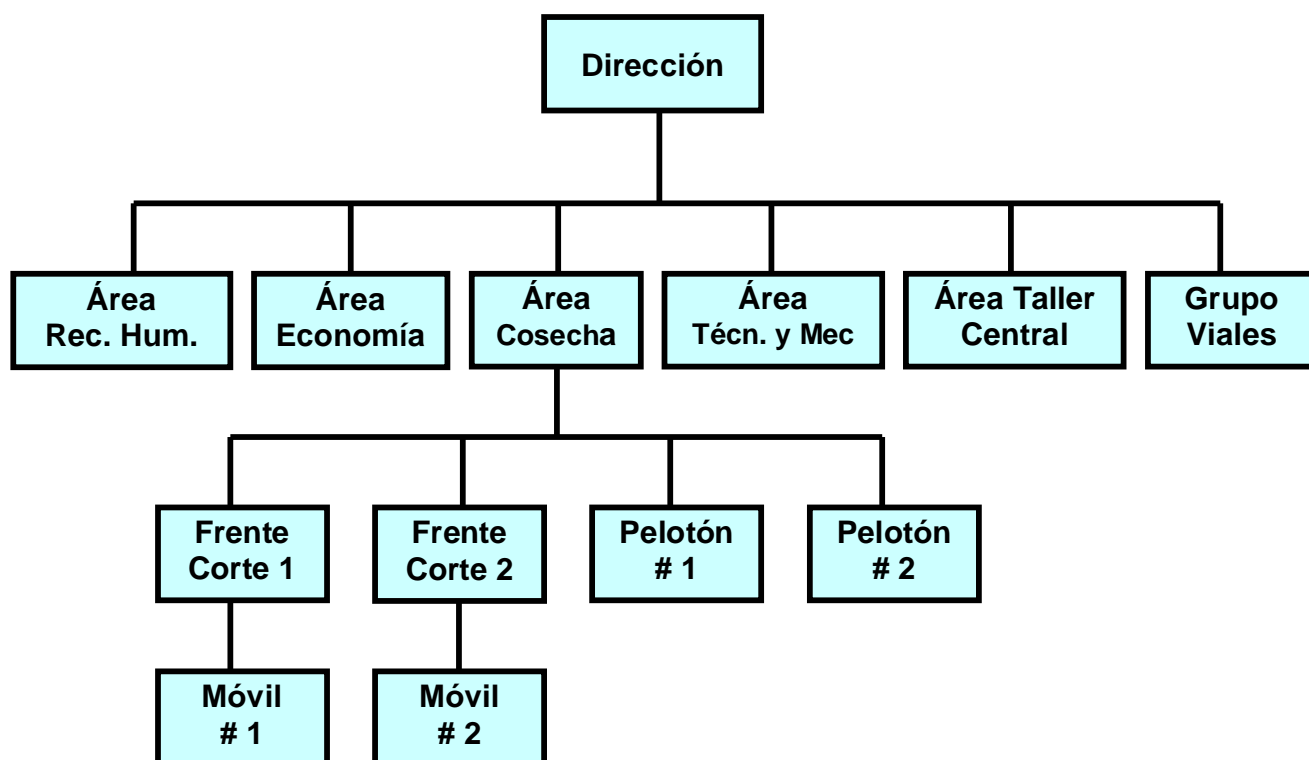 Dirección
Área
Rec. Hum.
Área
Economía
Área
Cosecha
Área
Técn. y Mec
Área Taller
Central
Grupo
Viales
Frente
Corte 1
Frente
Corte 2
Pelotón
# 1
Pelotón
# 2
Móvil
# 1
Móvil
# 2